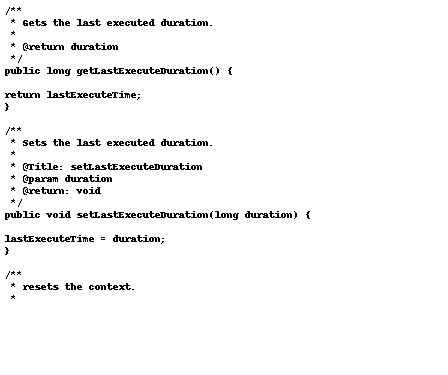 /**
 * Gets the last executed duration.
 *
 * @return duration
 */
public long getLastExecuteDuration() {

return lastExecuteTime;
}

/**
 * Sets the last executed duration.
 *
 * @Title: setLastExecuteDuration
 * @param duration
 * @return: void
 */
public void setLastExecuteDuration(long duration) {

lastExecuteTime = duration;
}

/**
 * resets the context.
 *